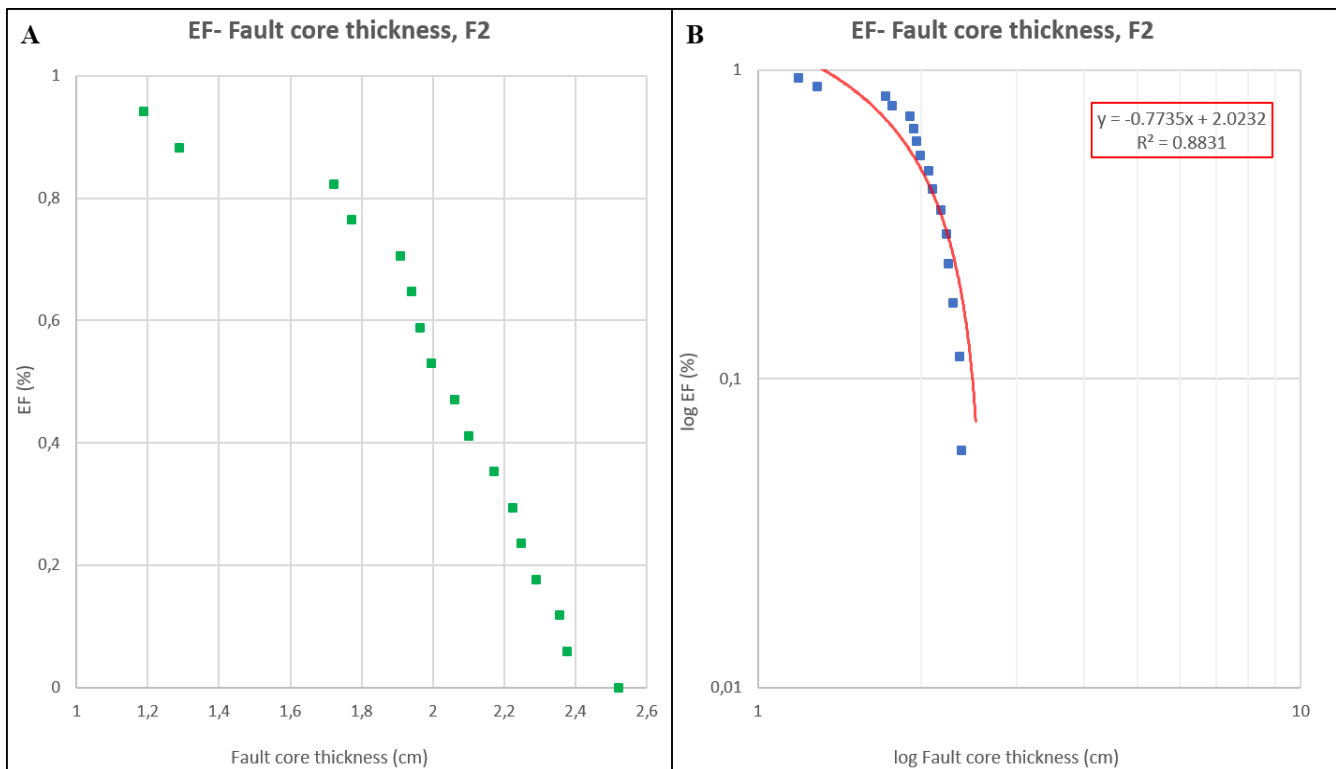 A
EF- Fault core thickness, F2
1
0,8
0,6
0,4
0,2
0
EF (%)
1 1,2 1,4 1,6 1,8 2 2,2 2,4 2,6
Fault core thickness (cm)
B
EF- Fault core thickness, F2
1
0,1
0,01
log EF (%)
y = -0.7735x + 2.0232
R² = 0.8831
1 10
log Fault core thickness (cm)